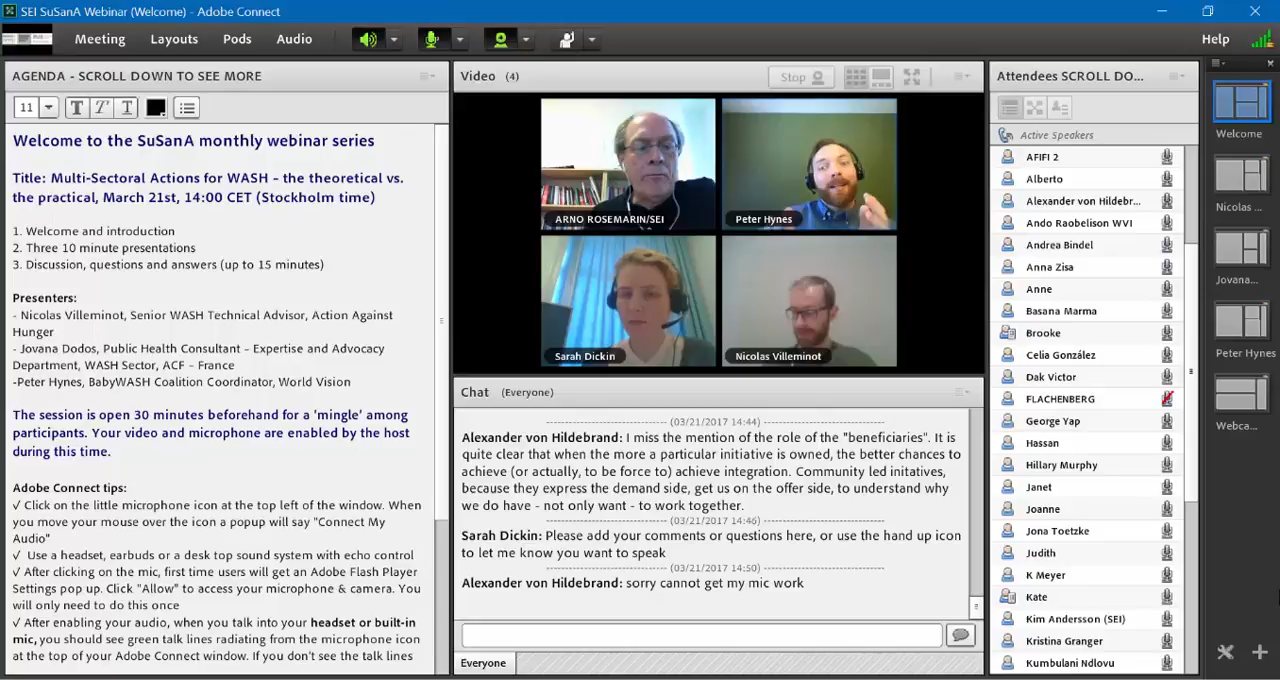 SEI SuSanA Webinar (Welcome) - Adobe Connect
Meeting
Layouts
Pods
Audio
Help
AGENDA - SCROLL DOWN TO SEE MORE
11
T T T
Welcome to the SuSanA monthly webinar series
Title: Multi-Sectoral Actions for WASH - the theoretical vs.
the practical, March 21st, 14:00 CET (Stockholm time)
1. Welcome and introduction
2. Three 10 minute presentations
3. Discussion, questions and answers (up to 15 minutes)
Presenters:
- Nicolas Villeminot, Senior WASH Technical Advisor, Action Against
Hunger
- Jovana Dodos, Public Health Consultant - Expertise and Advocacy
Department, WASH Sector, ACF - France
-Peter Hynes, BabyWASH Coalition Coordinator, World Vision
The session is open 30 minutes beforehand for a 'mingle' among
participants. Your video and microphone are enabled by the host
during this time.
Adobe Connect tips:
√ Click on the little microphone icon at the top left of the window. When
you move your mouse over the icon a popup will say "Connect My
Audio"
√ Use a headset, earbuds or a desk top sound system with echo control
√ After clicking on the mic, first time users will get an Adobe Flash Player
Settings pop up. Click "Allow" to access your microphone & camera. You
will only need to do this once
√ After enabling your audio, when you talk into your headset or built-in
mic, you should see green talk lines radiating from the microphone icon
at the top of your Adobe Connect window. If you don't see the talk lines
Video (4)
Stop
ARNO ROSEMARIN/SEI
Peter Hynes
Sarah Dickin
Nicolas Villeminot
Chat (Everyone)
(03/21/2017 14:44)
Alexander von Hildebrand: I miss the mention of the role of the "beneficiaries". It is
quite clear that when the more a particular initiative is owned, the better chances to
achieve (or actually, to be force to) achieve integration. Community led initatives,
because they express the demand side, get us on the offer side, to understand why
we do have - not only want - to work together.
(03/21/2017 14:46)
Sarah Dickin: Please add your comments or questions here, or use the hand up icon
to let me know you want to speak
(03/21/2017 14:50)
Alexander von Hildebrand: sorry cannot get my mic work
Everyone
Attendees SCROLL DO...
Active Speakers
AFIFI 2
Alberto
Alexander von Hildebr...
Ando Raobelison WVI
Andrea Bindel
Anna Zisa
Anne
Basana Marma
Brooke
Celia González
Dak Victor
FLACHENBERG
George Yap
Hassan
Hillary Murphy
Janet
Joanne
Jona Toetzke
Judith
K Meyer
Kate
Kim Andersson (SEI)
Kristina Granger
Kumbulani Ndlovu
Welcome
Nicolas ...
Jovana...
Peter Hynes
Webca...